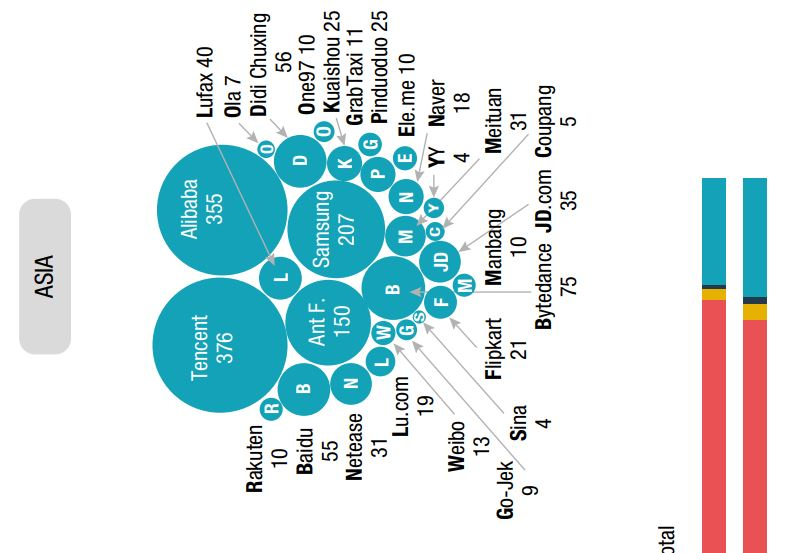 ASIA
Lufax 40
Ola 7
Didi Chuxing
56
One97 10
Kuaishou 25
GrabTaxi 11
Pinduoduo 25
Ele.me 10
Naver
18
YY
4
Meituan
31
Coupang
5
JD.com
35
Manbang
10
Bytedance
75
Flipkart
21
Sina
4
Go-Jek
9
Weibo
13
Lu.com
19
Netease
31
Baidu
55
Rakuten
10
Alibaba
355
Tencent
376
Samsung
207
Ant F.
150
O
D
O
K
G
P
E
N
Y
M
C
JD
M
F
B
S
G
W
L
N
B
R
L
otal